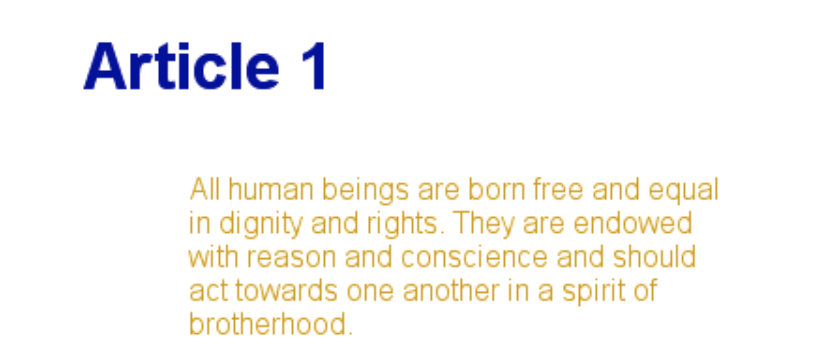 Article 1
All human beings are born free and equal
in dignity and rights. They are endowed
with reason and conscience and should
act towards one another in a spirit of
brotherhood.